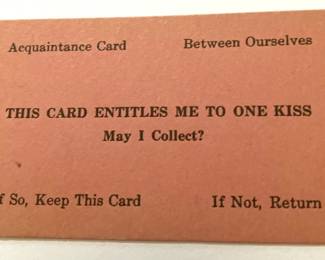 Acquaintance Card Between Ourselves
THIS CARD ENTITLES ME TO ONE KISS
May I Collect?
f So, Keep This Card If Not, Return